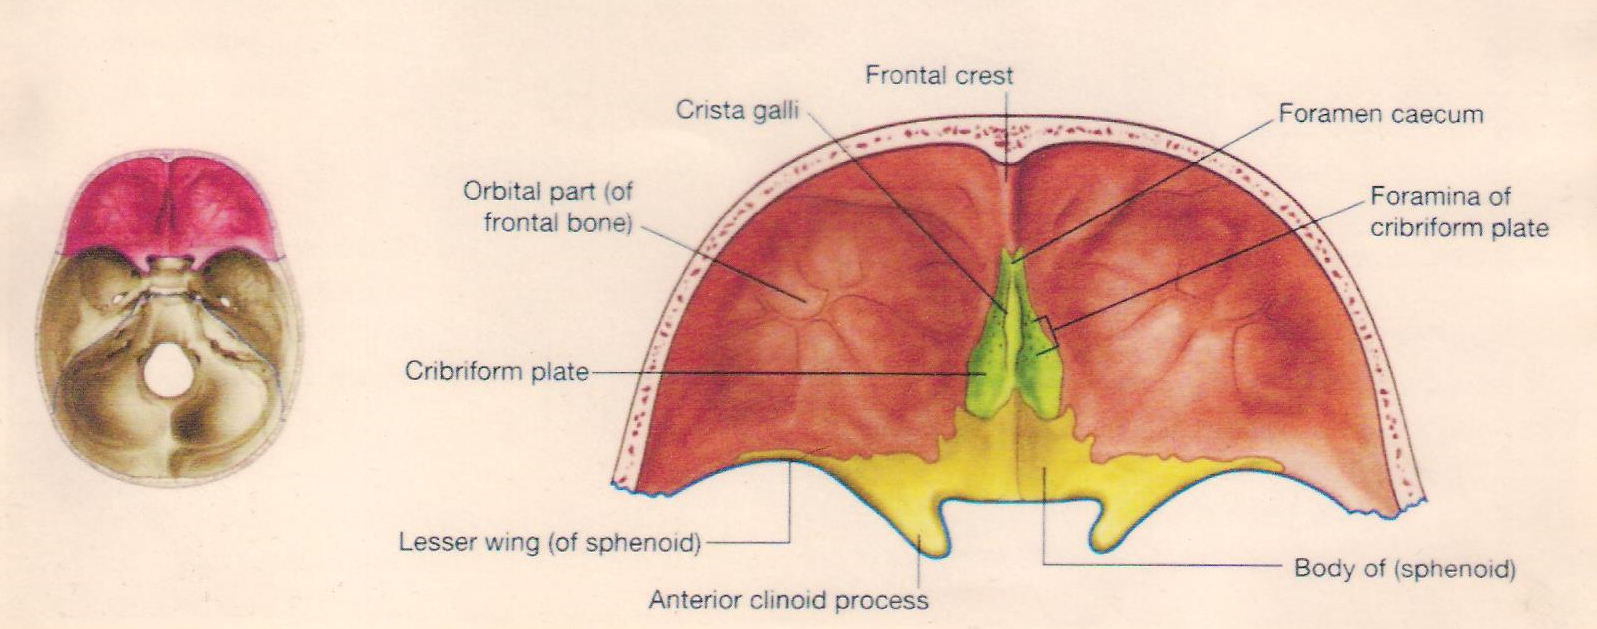 Frontal crest
Crista galli
Foramen caecum
Orbital part (of
frontal bone)
Foramina of
cribriform plate
Cribriform plate
Lesser wing (of sphenoid)
Anterior clinoid process
Body of (sphenoid)